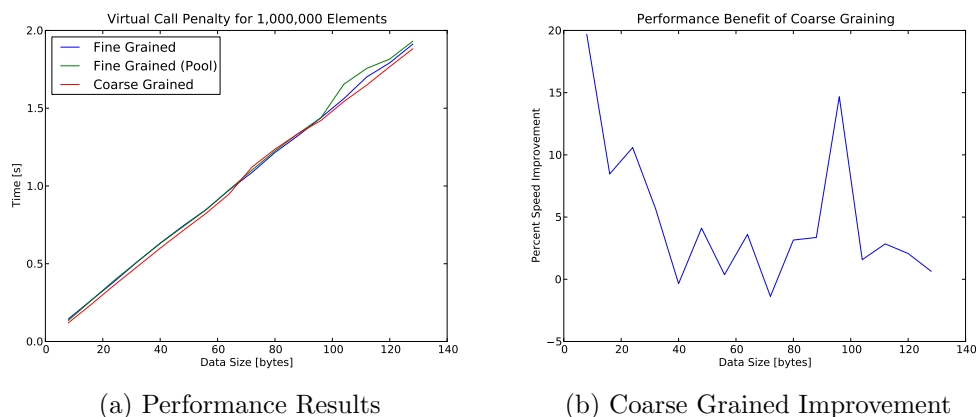 Virtual Call Penalty for 1,000,000 Elements
2.0
1.5
1.0
0.5
0.0
Time [s]
Fine Grained
Fine Grained (Pool)
Coarse Grained
0 20 40 60 80 100 120 140
Data Size [bytes]
(a) Performance Results
Performance Benefit of Coarse Graining
20
15
10
5
0
−5
Percent Speed Improvement
0 20 40 60 80 100 120 140
Data Size [bytes]
(b) Coarse Grained Improvement